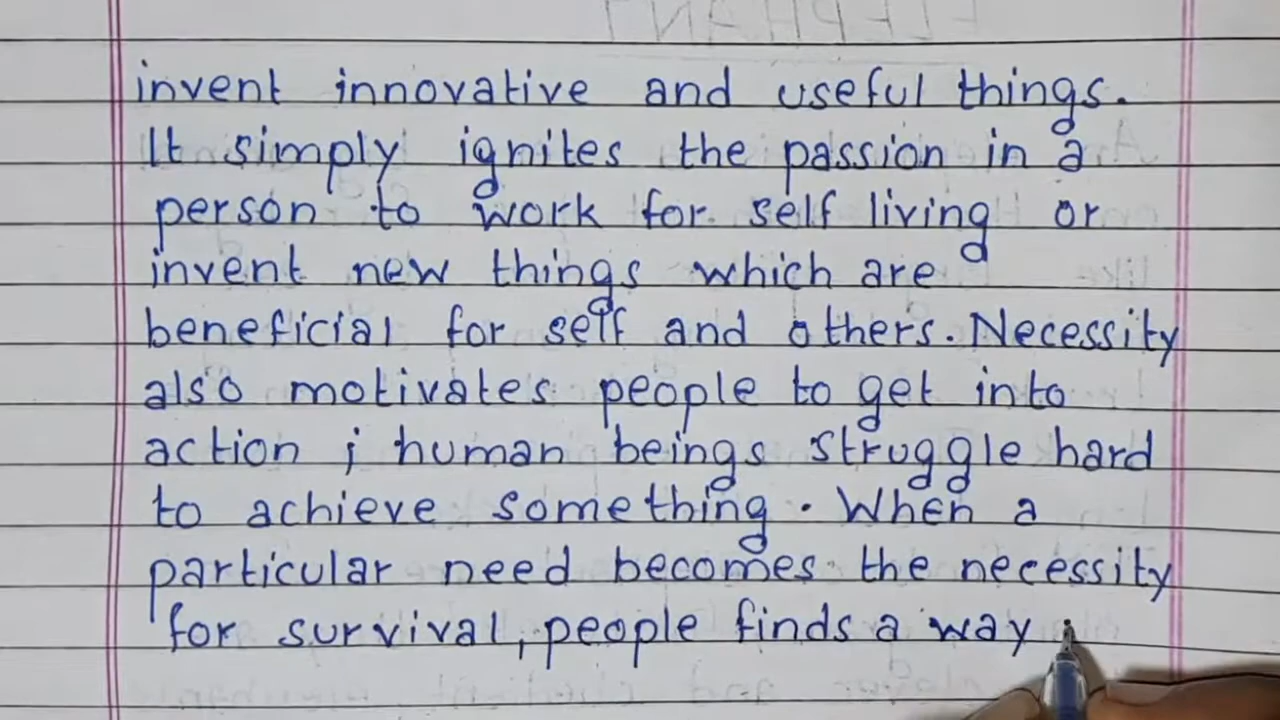 invent innovative and useful things.
It simply ignites the passion in a
person to work for self living or
invent new things which are
beneficial for self and others. Necessity
also motivates people to get into
action ; human beings struggle hard
to achieve something. When a
particular need becomes the necessity
for survival, people finds a way